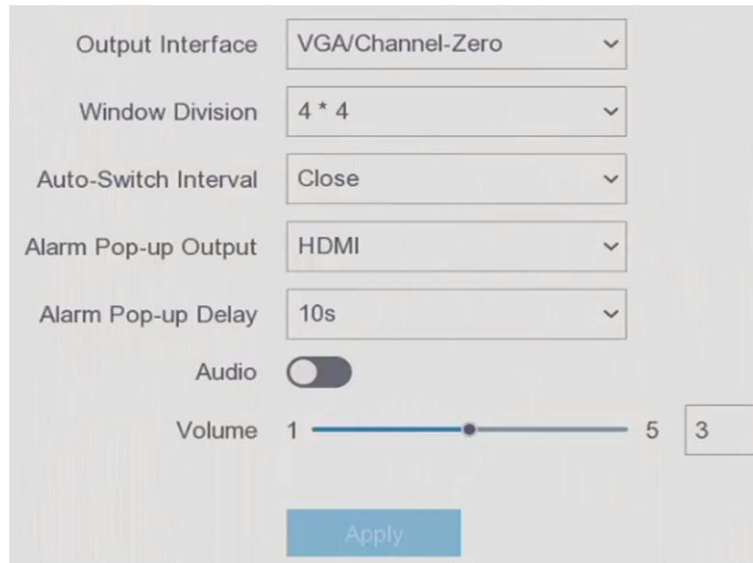 Output Interface VGA/Channel-Zero
Window Division 4 * 4
Auto-Switch Interval Close
Alarm Pop-up Output HDMI
Alarm Pop-up Delay 10s
Audio
Volume 1 5 3
Apply